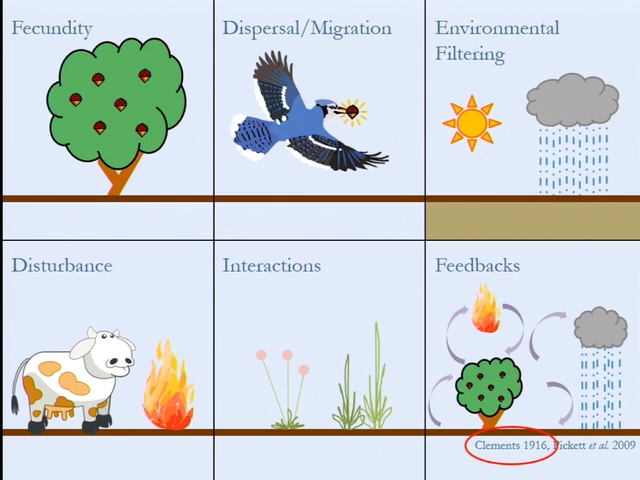 Fecundity
Dispersal/Migration
Environmental
Filtering
Disturbance
Interactions
Feedbacks
Clements 1916, Pickett et al. 2009